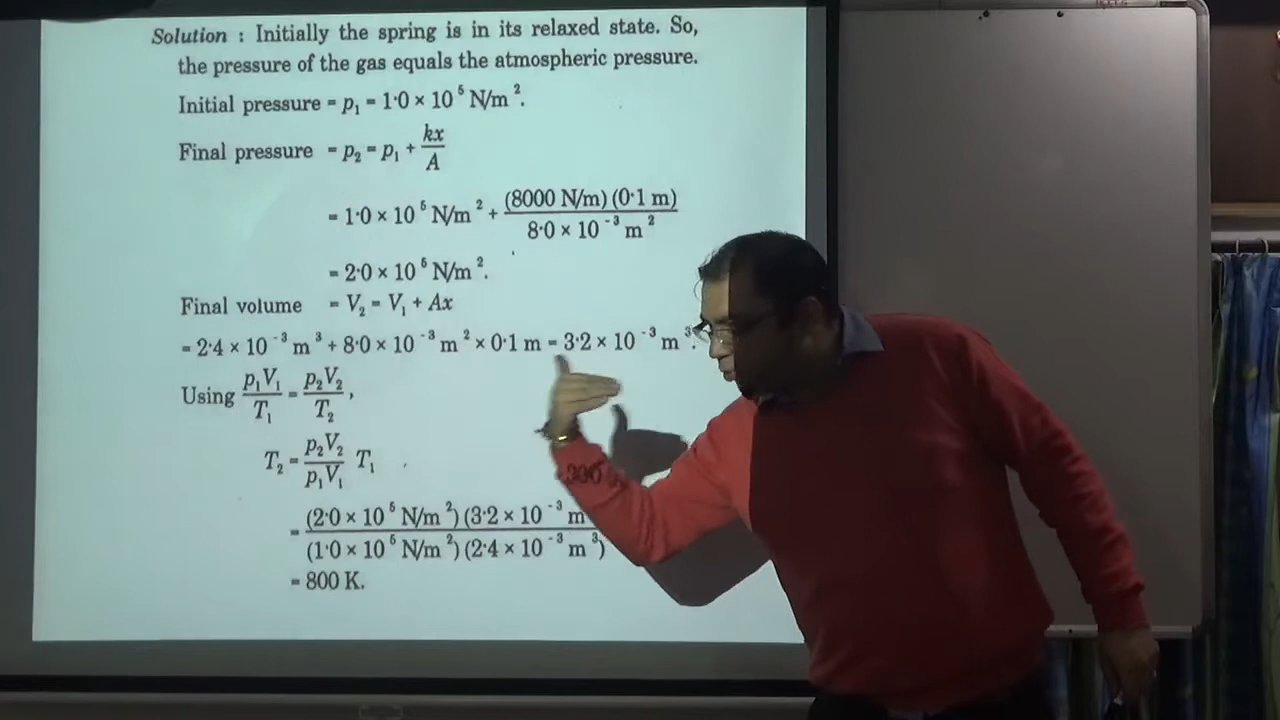 Solution : Initially the spring is in its relaxed state. So,
the pressure of the gas equals the atmospheric pressure.
Initial pressure = p₁ = 1·0 × 10⁵ N/m².
Final pressure = p₂ = p₁ + kx/A
= 1·0 × 10⁵ N/m² + (8000 N/m) (0·1 m)/8·0 × 10⁻³ m²
= 2·0 × 10⁵ N/m².
Final volume = V₂ = V₁ + Ax
= 2·4 × 10⁻³ m³ + 8·0 × 10⁻³ m² × 0·1 m = 3·2 × 10⁻³ m³.
Using p₁V₁/T₁ = p₂V₂/T₂,
T₂ = p₂V₂/p₁V₁ T₁
= (2·0 × 10⁵ N/m²) (3·2 × 10⁻³ m/(1·0 × 10⁵ N/m²) (2·4 × 10⁻³ m³)
= 800 K.